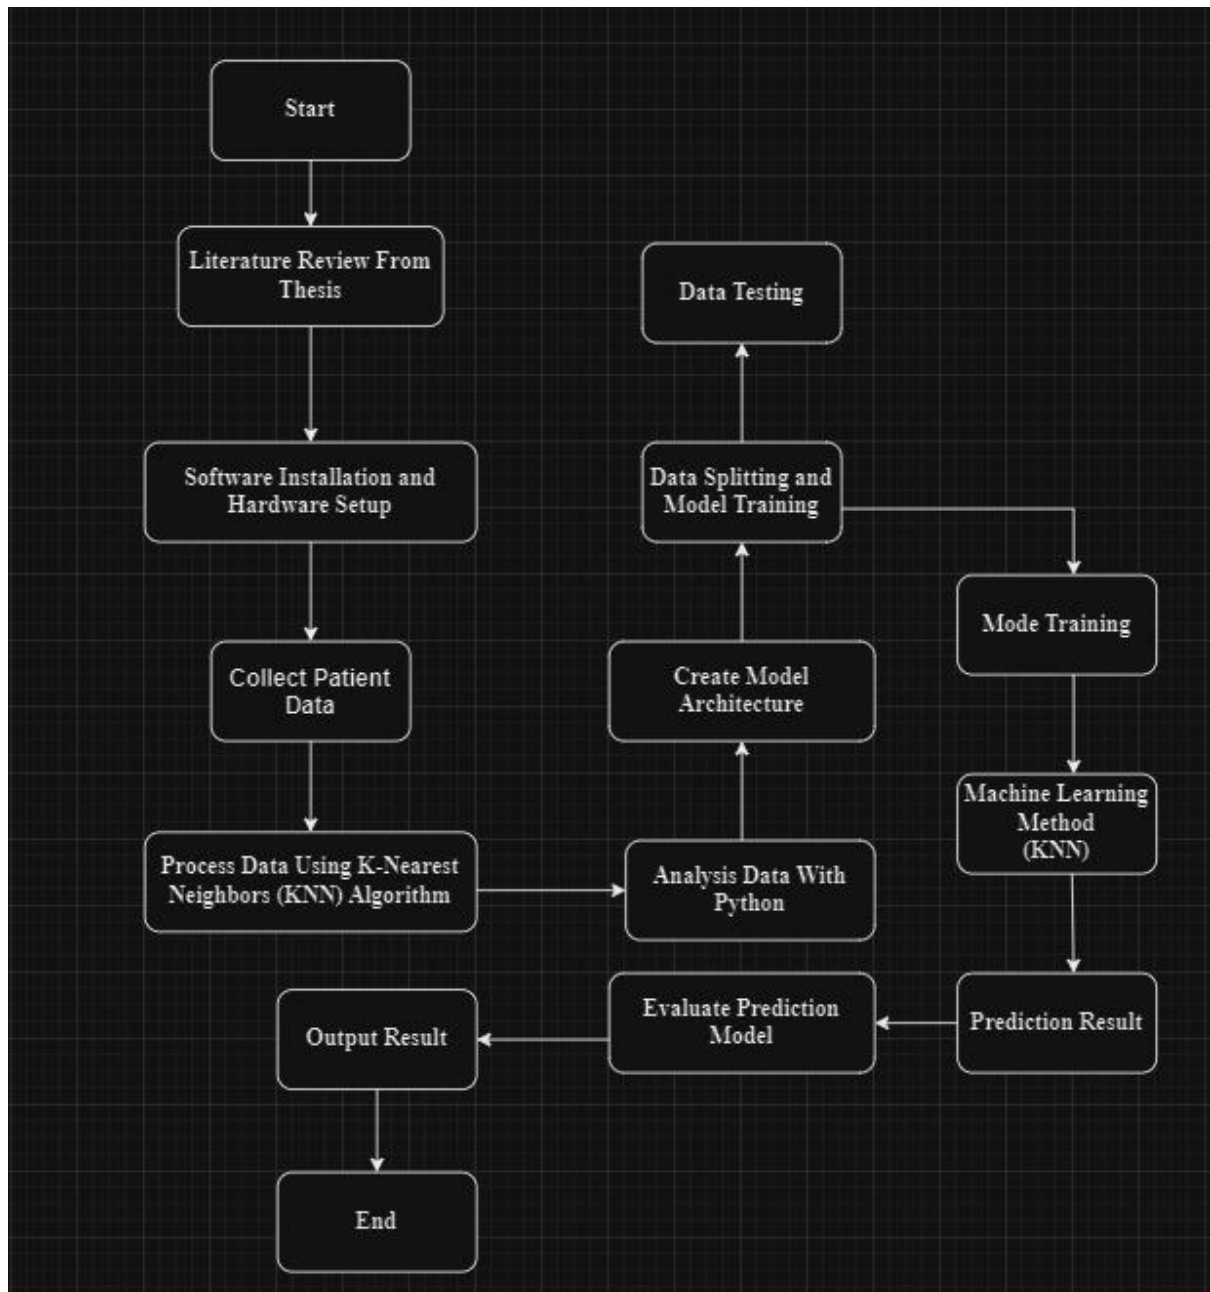 Start
Literature Review From
Thesis
Software Installation and
Hardware Setup
Collect Patient
Data
Process Data Using K-Nearest
Neighbors (KNN) Algorithm
Analysis Data With
Python
Create Model
Architecture
Data Splitting and
Model Training
Data Testing
Mode Training
Machine Learning
Method
(KNN)
Prediction Result
Evaluate Prediction
Model
Output Result
End